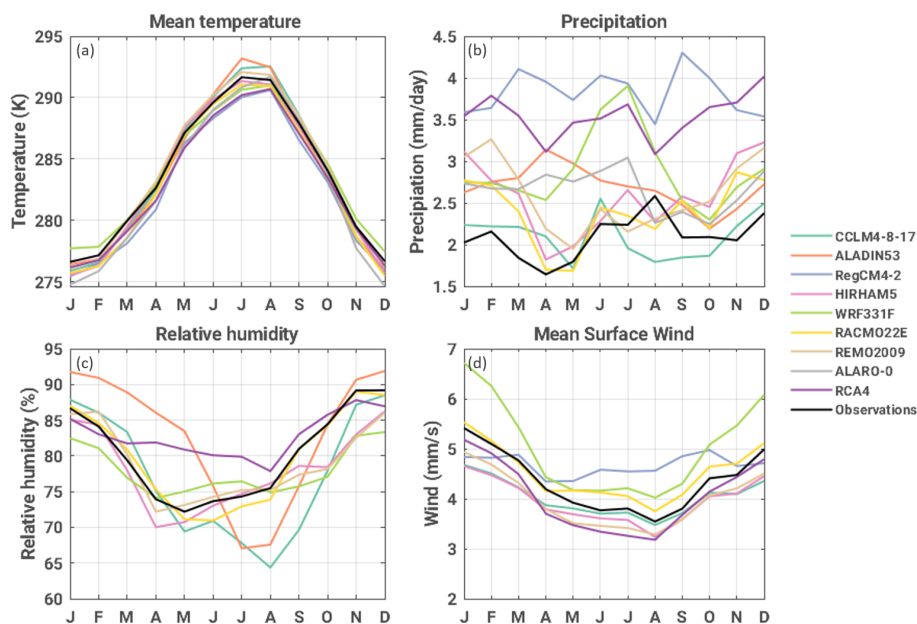 Mean temperature
(a)
Temperature (K)
295
290
285
280
275
J F M A M J J A S O N D
Precipitation
(b)
Precipiation (mm/day)
4.5
4
3.5
3
2.5
2
1.5
J F M A M J J A S O N D
CCLM4-8-17
ALADIN53
RegCM4-2
HIRHAM5
WRF331F
RACMO22E
REMO2009
ALARO-0
RCA4
Observations
Relative humidity
(c)
Relative humidity (%)
95
90
85
80
75
70
65
60
J F M A M J J A S O N D
Mean Surface Wind
(d)
Wind (mm/s)
7
6
5
4
3
2
J F M A M J J A S O N D